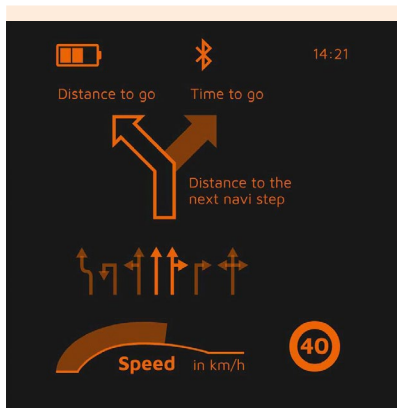 14:21
Distance to go
Time to go
Distance to the
next navi step
Speed in km/h
40